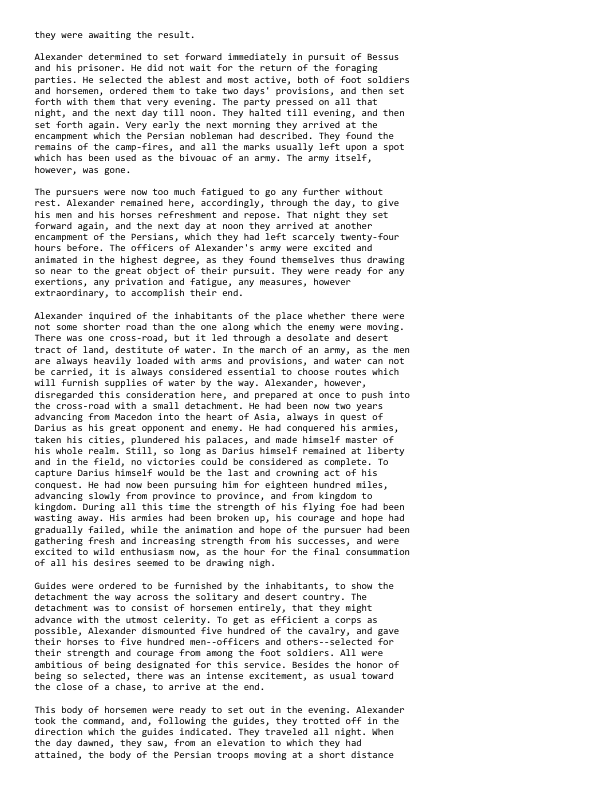 they were awaiting the result.
Alexander determined to set forward immediately in pursuit of Bessus
and his prisoner. He did not wait for the return of the foraging
parties. He selected the ablest and most active, both of foot soldiers
and horsemen, ordered them to take two days' provisions, and then set
forth with them that very evening. The party pressed on all that
night, and the next day till noon. They halted till evening, and then
set forth again. Very early the next morning they arrived at the
encampment which the Persian nobleman had described. They found the
remains of the camp-fires, and all the marks usually left upon a spot
which has been used as the bivouac of an army. The army itself,
however, was gone.
The pursuers were now too much fatigued to go any further without
rest. Alexander remained here, accordingly, through the day, to give
his men and his horses refreshment and repose. That night they set
forward again, and the next day at noon they arrived at another
encampment of the Persians, which they had left scarcely twenty-four
hours before. The officers of Alexander's army were excited and
animated in the highest degree, as they found themselves thus drawing
so near to the great object of their pursuit. They were ready for any
exertions, any privation and fatigue, any measures, however
extraordinary, to accomplish their end.
Alexander inquired of the inhabitants of the place whether there were
not some shorter road than the one along which the enemy were moving.
There was one cross-road, but it led through a desolate and desert
tract of land, destitute of water. In the march of an army, as the men
are always heavily loaded with arms and provisions, and water can not
be carried, it is always considered essential to choose routes which
will furnish supplies of water by the way. Alexander, however,
disregarded this consideration here, and prepared at once to push into
the cross-road with a small detachment. He had been now two years
advancing from Macedon into the heart of Asia, always in quest of
Darius as his great opponent and enemy. He had conquered his armies,
taken his cities, plundered his palaces, and made himself master of
his whole realm. Still, so long as Darius himself remained at liberty
and in the field, no victories could be considered as complete. To
capture Darius himself would be the last and crowning act of his
conquest. He had now been pursuing him for eighteen hundred miles,
advancing slowly from province to province, and from kingdom to
kingdom. During all this time the strength of his flying foe had been
wasting away. His armies had been broken up, his courage and hope had
gradually failed, while the animation and hope of the pursuer had been
gathering fresh and increasing strength from his successes, and were
excited to wild enthusiasm now, as the hour for the final consummation
of all his desires seemed to be drawing nigh.
Guides were ordered to be furnished by the inhabitants, to show the
detachment the way across the solitary and desert country. The
detachment was to consist of horsemen entirely, that they might
advance with the utmost celerity. To get as efficient a corps as
possible, Alexander dismounted five hundred of the cavalry, and gave
their horses to five hundred men--officers and others--selected for
their strength and courage from among the foot soldiers. All were
ambitious of being designated for this service. Besides the honor of
being so selected, there was an intense excitement, as usual toward
the close of a chase, to arrive at the end.
This body of horsemen were ready to set out in the evening. Alexander
took the command, and, following the guides, they trotted off in the
direction which the guides indicated. They traveled all night. When
the day dawned, they saw, from an elevation to which they had
attained, the body of the Persian troops moving at a short distance